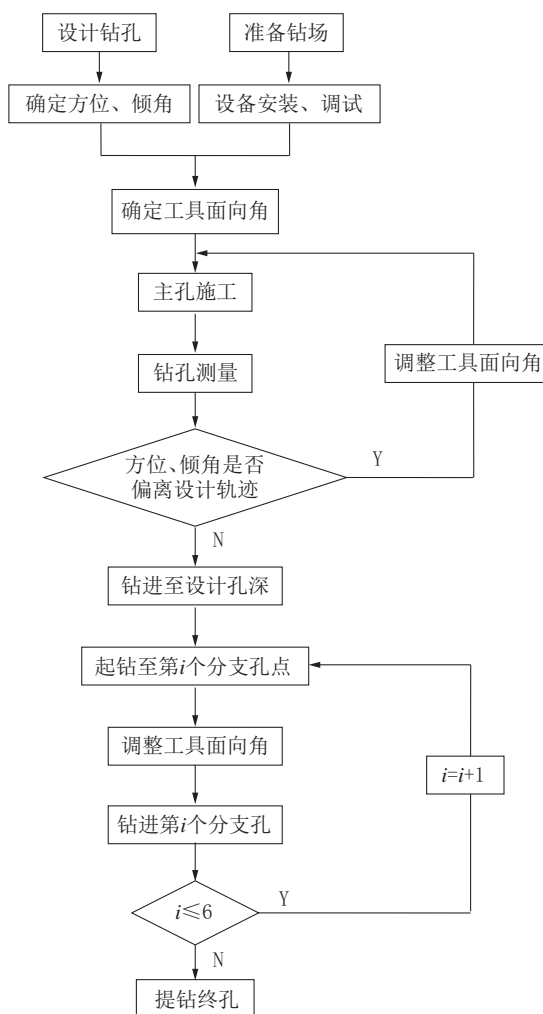 设计钻孔
准备钻场
确定方位、倾角
设备安装、调试
确定工具面向角
主孔施工
钻孔测量
调整工具面向角
方位、倾角是否
偏离设计轨迹
Y
N
钻进至设计孔深
起钻至第i个分支孔点
调整工具面向角
i=i+1
钻进第i个分支孔
i≤6
Y
N
提钻终孔